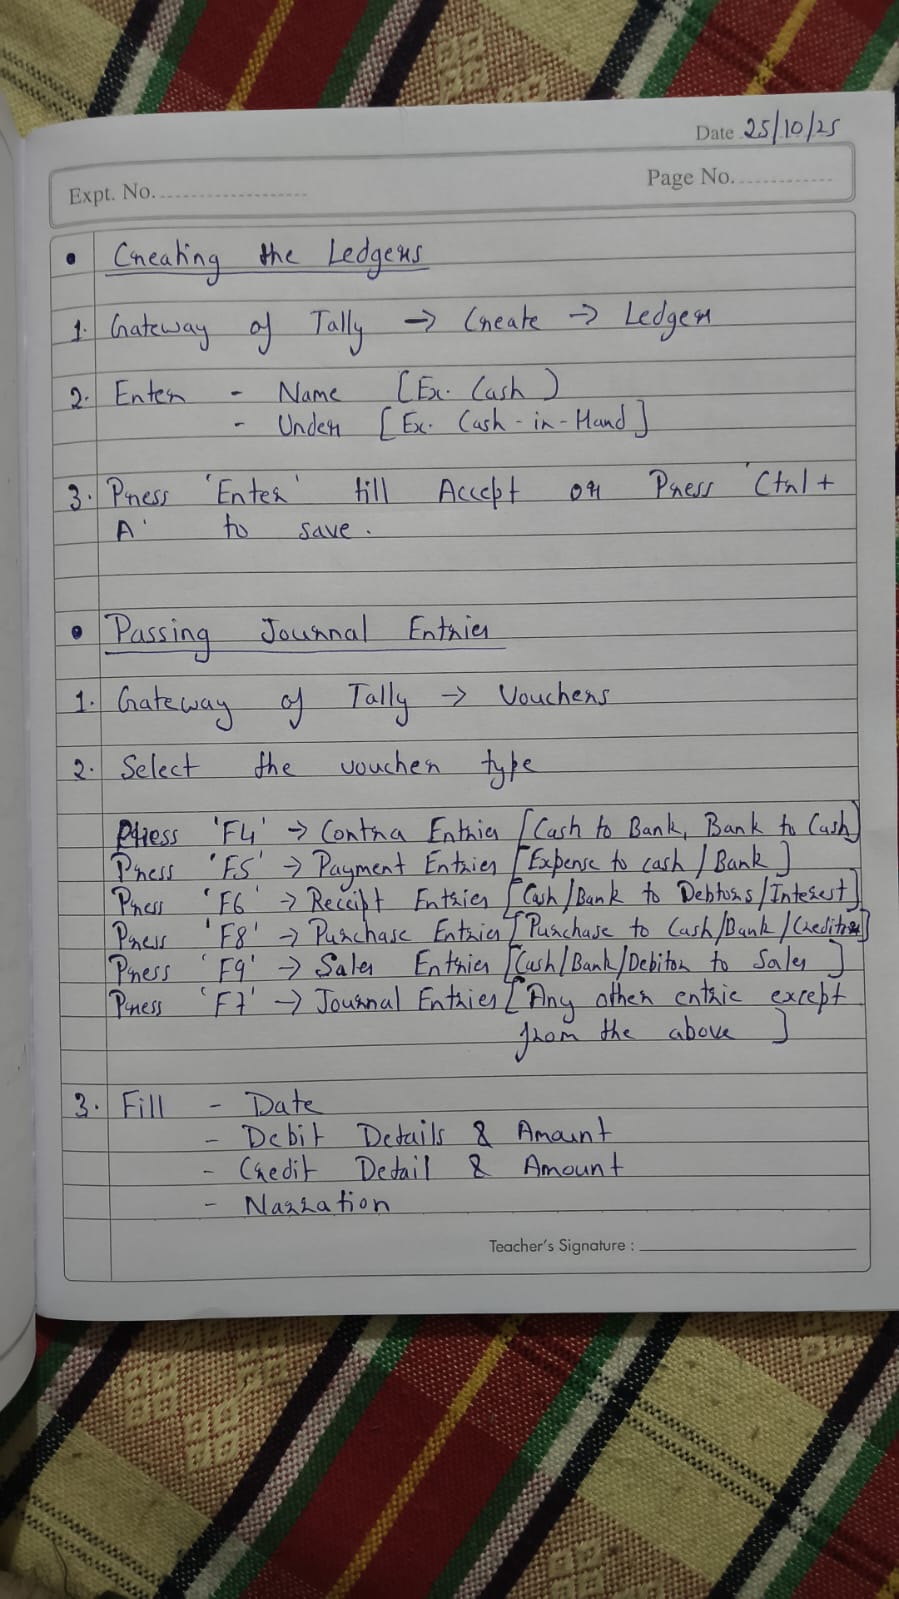 Date 25/10/25
Expt. No.
Page No.
• Creating the Ledgers
1. Gateway of Tally → Create → Ledger
2. Enter - Name [Ex. Cash)
- Under [Ex. Cash-in-Hand]
3. Press 'Enter' till Accept or Press 'Ctrl +
A' to save.
• Passing Journal Entries
1. Gateway of Tally → Vouchers
2. Select the voucher type
Press 'F4' → Contra Entries [Cash to Bank, Bank to Cash]
Press 'F5' → Payment Entries [Expense to cash/Bank]
Press 'F6' → Receipt Entries [Cash/Bank to Debtors/Interest]
Press 'F8' → Purchase Entries [Purchase to Cash/Bank/Creditor]
Press 'F9' → Sales Entries [Cash/Bank/Debitor to Sales]
Press 'F7' → Journal Entries [Any other entrie except
from the above]
3. Fill - Date
- Debit Details & Amount
- Credit Detail & Amount
- Narration
Teacher's Signature :